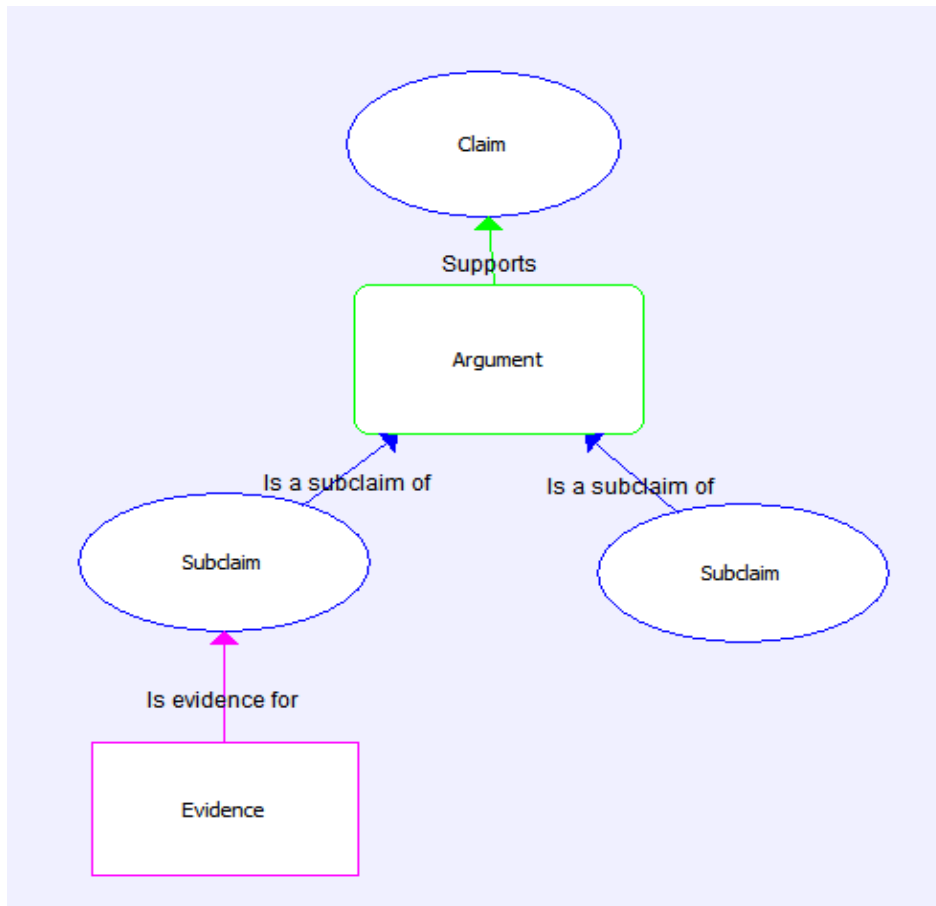 Claim
Supports
Argument
Is a subclaim of
Is a subclaim of
Subclaim
Subclaim
Is evidence for
Evidence